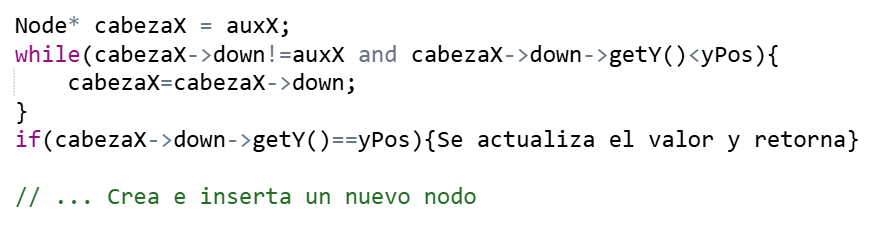 Node* cabezaX = auxX;
while(cabezaX->down!=auxX and cabezaX->down->getY()<yPos){
    cabezaX=cabezaX->down;
}
if(cabezaX->down->getY()==yPos){Se actualiza el valor y retorna}
// ... Crea e inserta un nuevo nodo